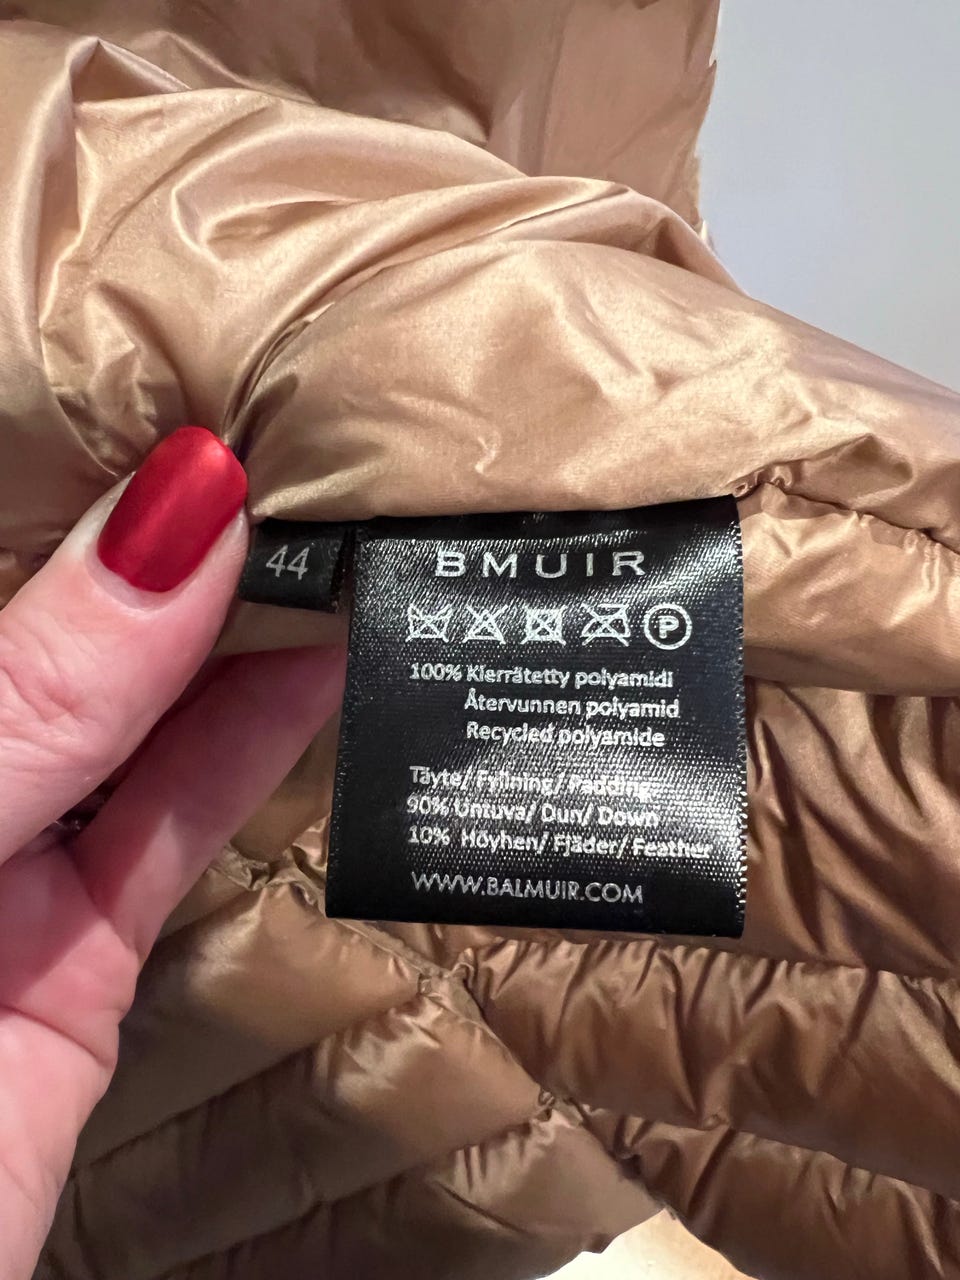 44
BMUIR
P
100% Kierrätetty polyamidi
Återvunnen polyamid
Recycled polyamide
Täyte/ Fyllning/ Padding
90% Untuva/ Dun/ Down
10% Höyhen/ Fjäder/ Feather
WWW.BALMUIR.COM